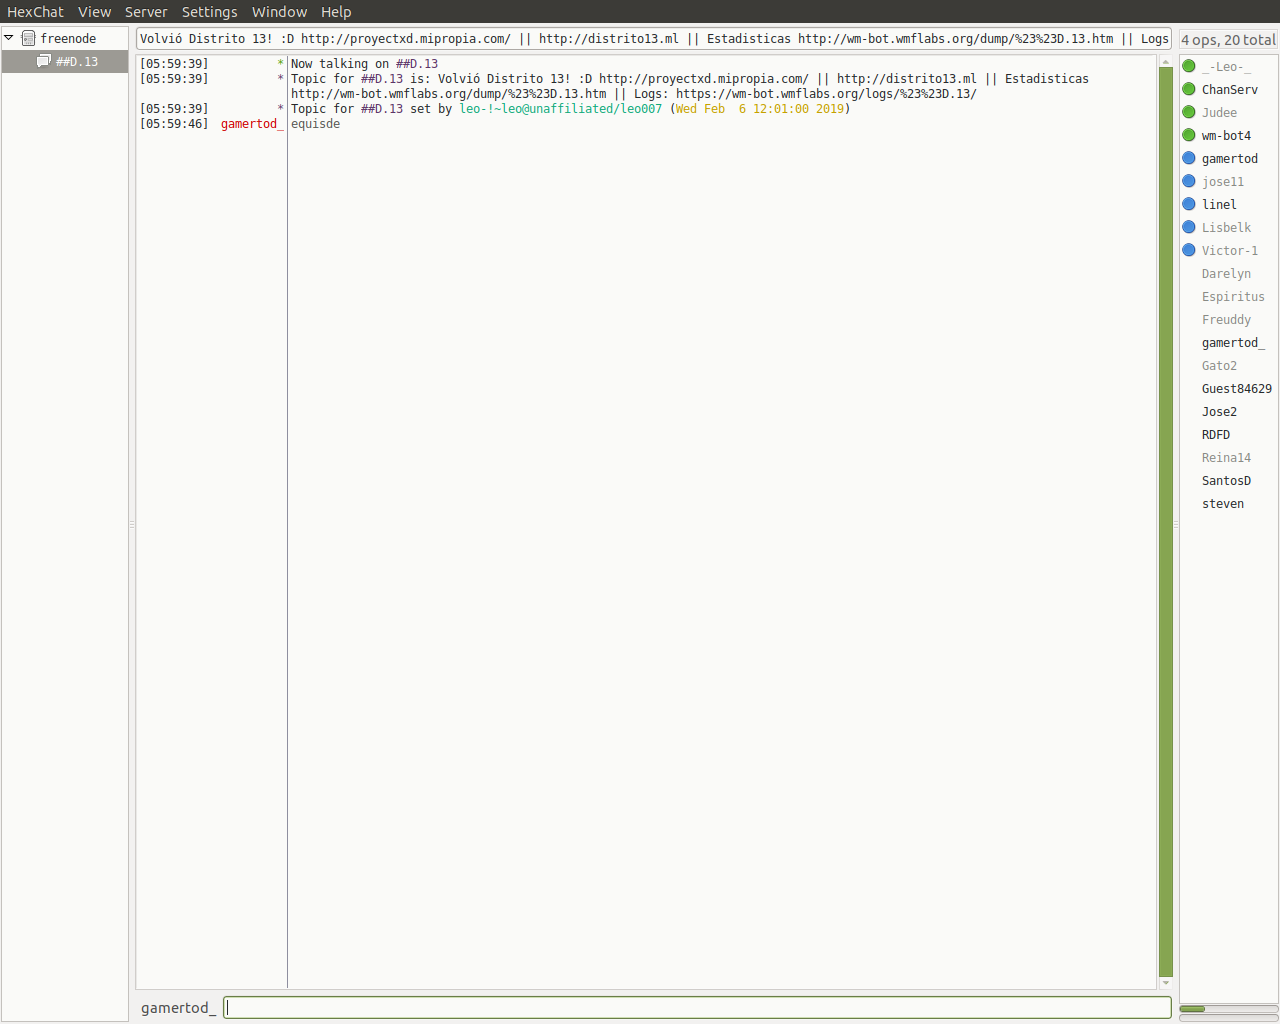 HexChat View Server Settings Window Help
freenode
##D.13
Volvió Distrito 13! :D http://proyectxd.mipropia.com/ || http://distrito13.ml || Estadisticas http://wm-bot.wmflabs.org/dump/%23%23D.13.htm || Logs
4 ops, 20 total
[05:59:39] * Now talking on ##D.13
[05:59:39] * Topic for ##D.13 is: Volvió Distrito 13! :D http://proyectxd.mipropia.com/ || http://distrito13.ml || Estadisticas
http://wm-bot.wmflabs.org/dump/%23%23D.13.htm || Logs: https://wm-bot.wmflabs.org/logs/%23%23D.13/
[05:59:39] * Topic for ##D.13 set by leo-!~leo@unaffiliated/leo007 (Wed Feb  6 12:01:00 2019)
[05:59:46] gamertod_ equisde
_-Leo-_
ChanServ
Judee
wm-bot4
gamertod
jose11
linel
Lisbelk
Victor-1
Darelyn
Espiritus
Freuddy
gamertod_
Gato2
Guest84629
Jose2
RDFD
Reina14
SantosD
steven
gamertod_